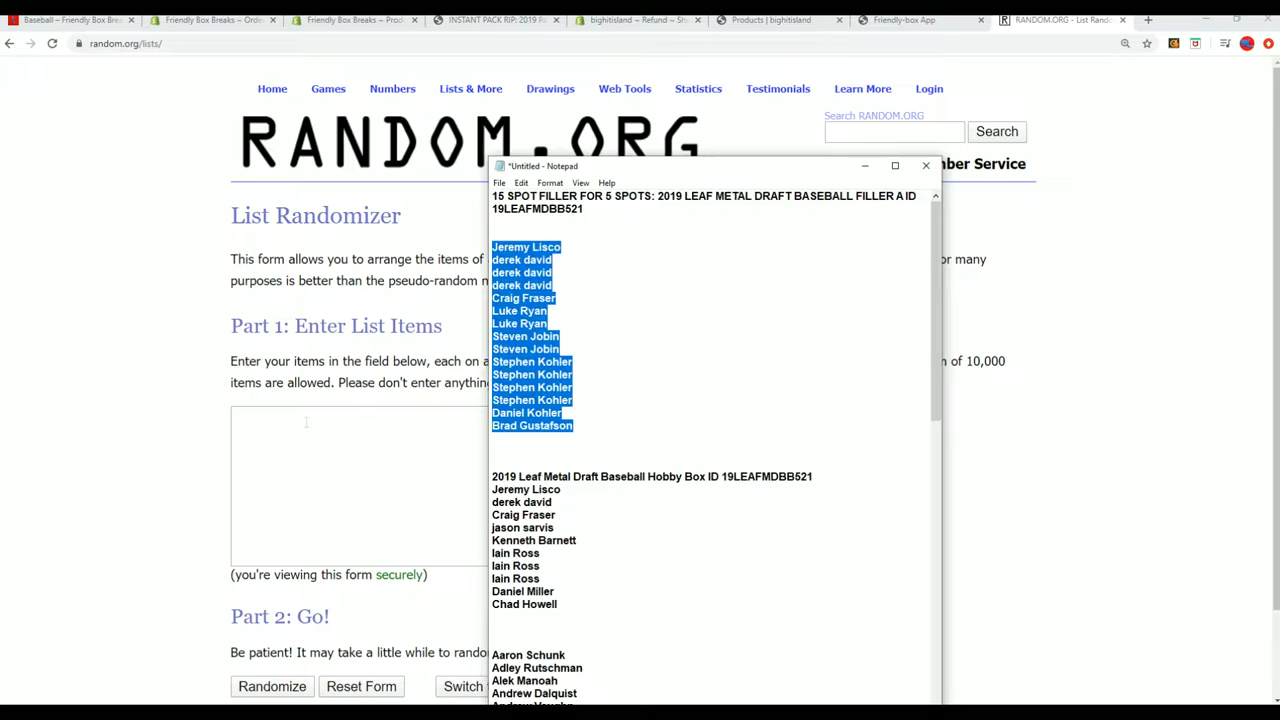 Baseball – Friendly Box Breaks
Friendly Box Breaks ~ Orde
Friendly Box Breaks ~ Prod
INSTANT PACK RIP: 2019 Pa
bighitisland ~ Refund ~ Sh
Products | bighitisland
Friendly-box App
RANDOM.ORG - List Rando
random.org/lists/
Home Games Numbers Lists & More Drawings Web Tools Statistics Testimonials Learn More Login
Search RANDOM.ORG
RANDOM.ORG
Search
*Untitled - Notepad
ber Service
File Edit Format View Help
15 SPOT FILLER FOR 5 SPOTS: 2019 LEAF METAL DRAFT BASEBALL FILLER A ID
19LEAFMDBB521
List Randomizer
Jeremy Lisco
This form allows you to arrange the items of
or many
derek david
derek david
purposes is better than the pseudo-random n
derek david
Craig Fraser
Luke Ryan
Part 1: Enter List Items
Luke Ryan
Steven Jobin
Steven Jobin
Enter your items in the field below, each on a
n of 10,000
Stephen Kohler
Stephen Kohler
items are allowed. Please don't enter anythin
Stephen Kohler
Stephen Kohler
Daniel Kohler
Brad Gustafson
2019 Leaf Metal Draft Baseball Hobby Box ID 19LEAFMDBB521
Jeremy Lisco
derek david
Craig Fraser
jason sarvis
Kenneth Barnett
Iain Ross
Iain Ross
(you're viewing this form securely)
Iain Ross
Daniel Miller
Chad Howell
Part 2: Go!
Be patient! It may take a little while to rando
Aaron Schunk
Adley Rutschman
Alek Manoah
Randomize Reset Form Switch
Andrew Dalquist
Andrew Vaughn